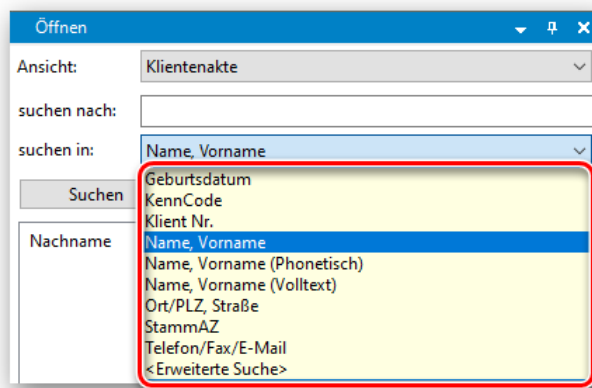 Öffnen
Ansicht: Klientenakte
suchen nach:
suchen in: Name, Vorname
Suchen
Geburtsdatum
KennCode
Klient Nr.
Nachname
Name, Vorname
Name, Vorname (Phonetisch)
Name, Vorname (Volltext)
Ort/PLZ, Straße
StammAZ
Telefon/Fax/E-Mail
<Erweiterte Suche>